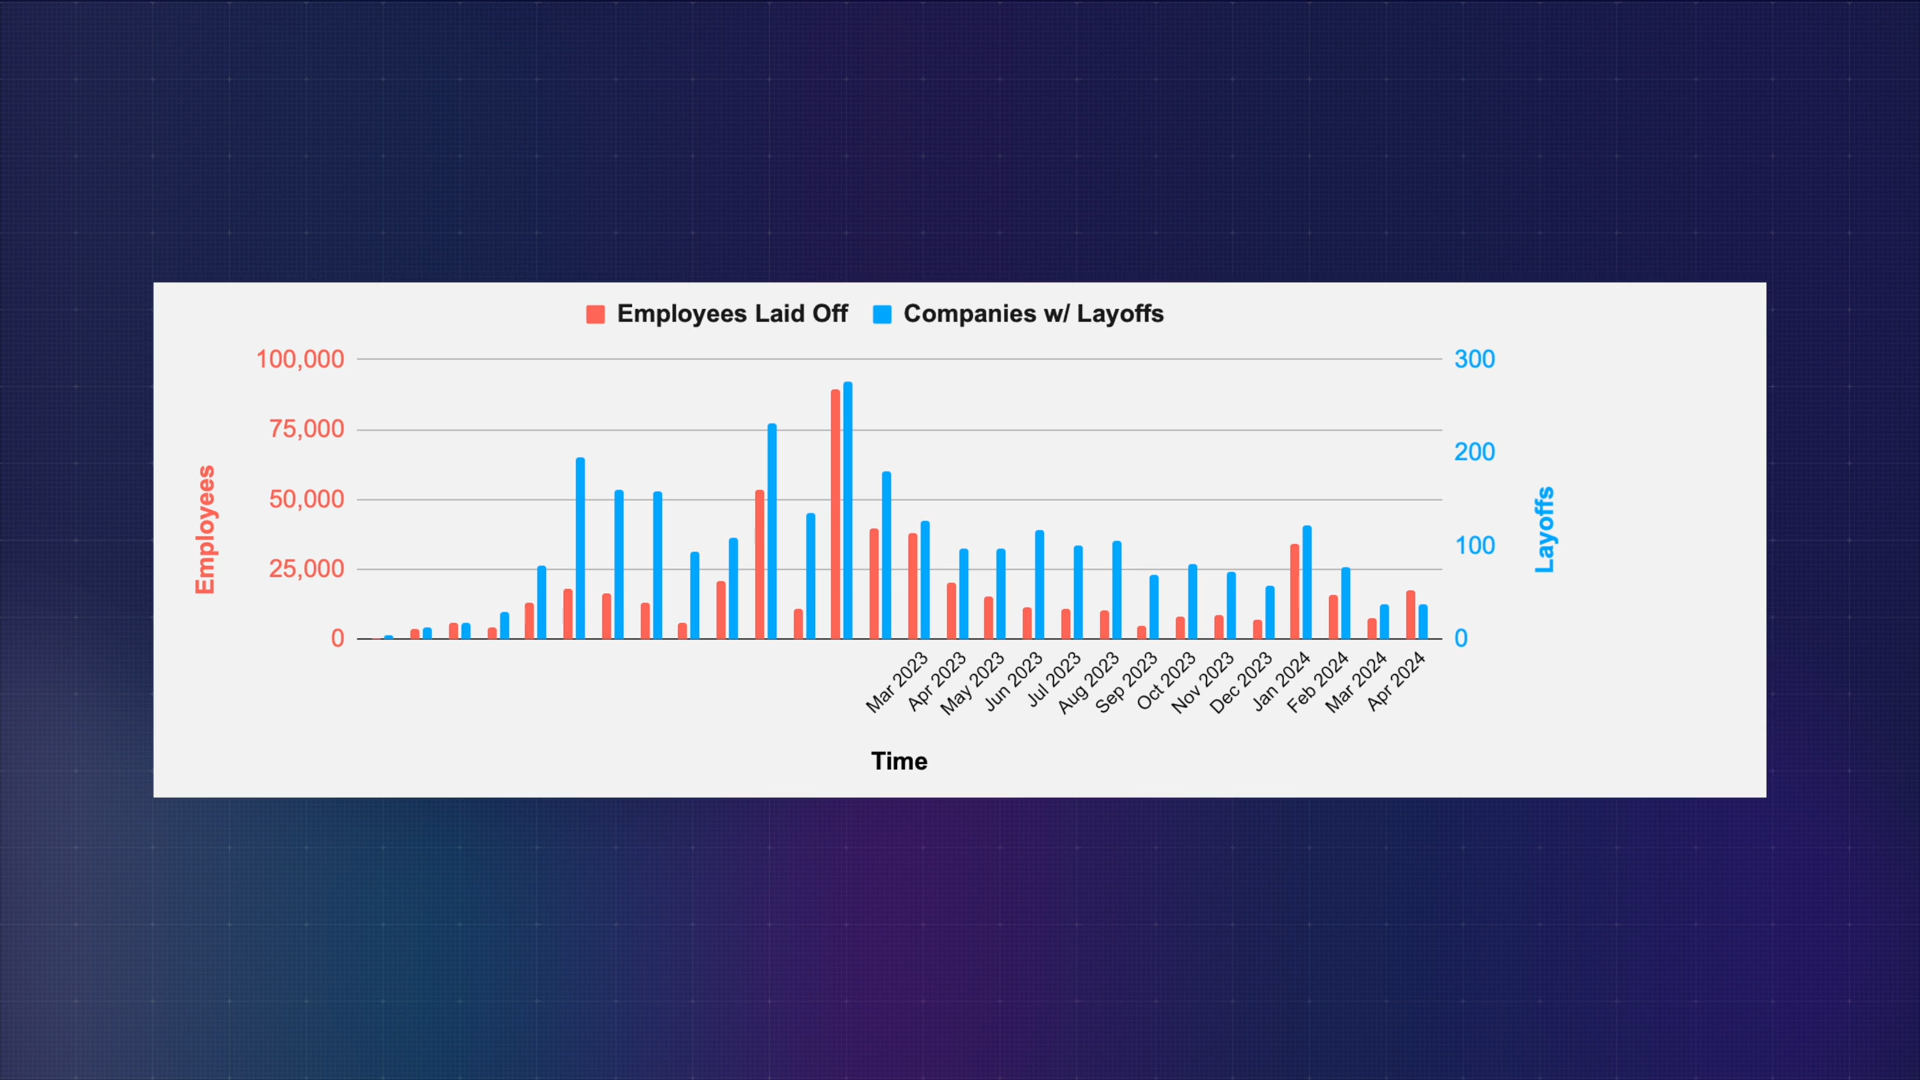 Employees Laid Off
Companies w/ Layoffs
100,000
75,000
50,000
25,000
0
Employees
300
200
100
0
Layoffs
Mar 2023
Apr 2023
May 2023
Jun 2023
Jul 2023
Aug 2023
Sep 2023
Oct 2023
Nov 2023
Dec 2023
Jan 2024
Feb 2024
Mar 2024
Apr 2024
Time